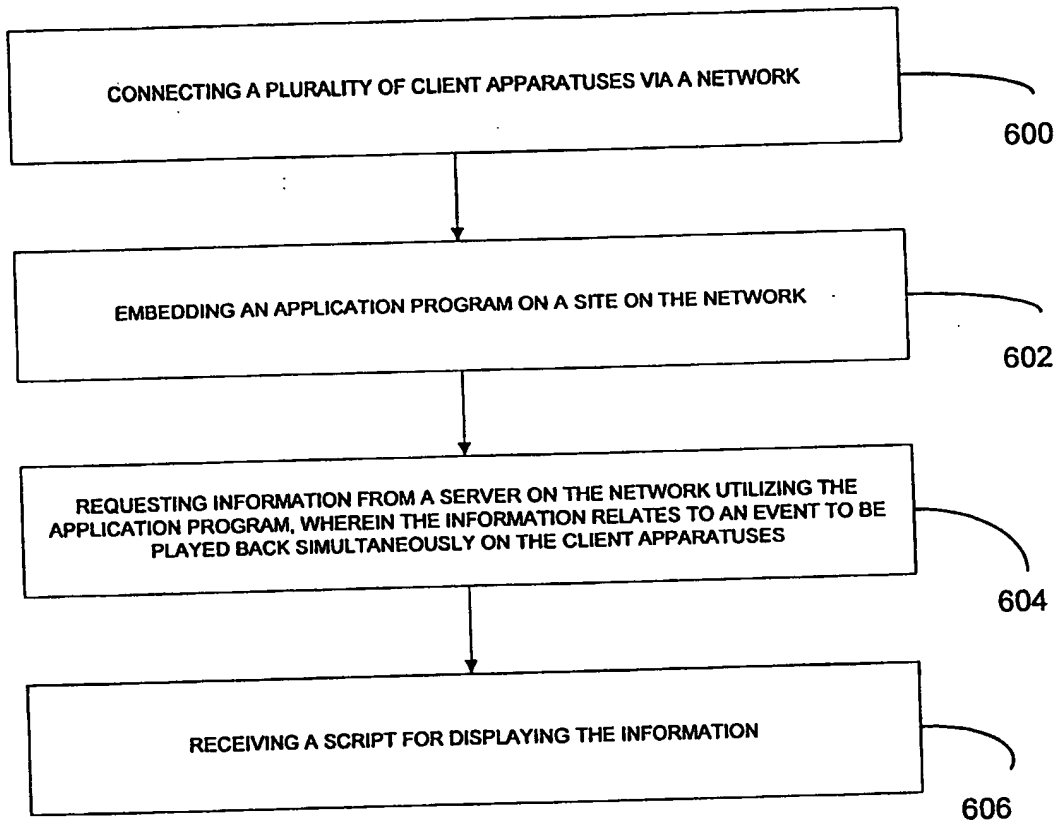 CONNECTING A PLURALITY OF CLIENT APPARATUSES VIA A NETWORK
600
EMBEDDING AN APPLICATION PROGRAM ON A SITE ON THE NETWORK
602
REQUESTING INFORMATION FROM A SERVER ON THE NETWORK UTILIZING THE
APPLICATION PROGRAM, WHEREIN THE INFORMATION RELATES TO AN EVENT TO BE
PLAYED BACK SIMULTANEOUSLY ON THE CLIENT APPARATUSES
604
RECEIVING A SCRIPT FOR DISPLAYING THE INFORMATION
606